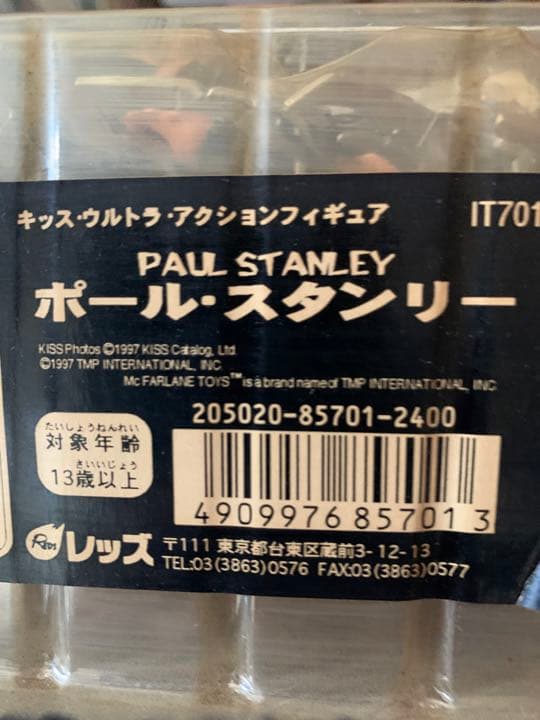 キッス・ウルトラ・アクションフィギュア IT701
PAUL STANLEY
ポール・スタンリー
KISS Photos ©1997 KISS Catalog, Ltd.
©1997 TMP INTERNATIONAL, INC.
McFARLANE TOYS™ is a brand name of TMP INTERNATIONAL, INC.
205020-85701-2400
たいしょうねんれい
対象年齢
さいいじょう
13歳以上
4909976857013
REDS レッズ 〒111 東京都台東区蔵前3-12-13
TEL:03(3863)0576 FAX:03(3863)0577